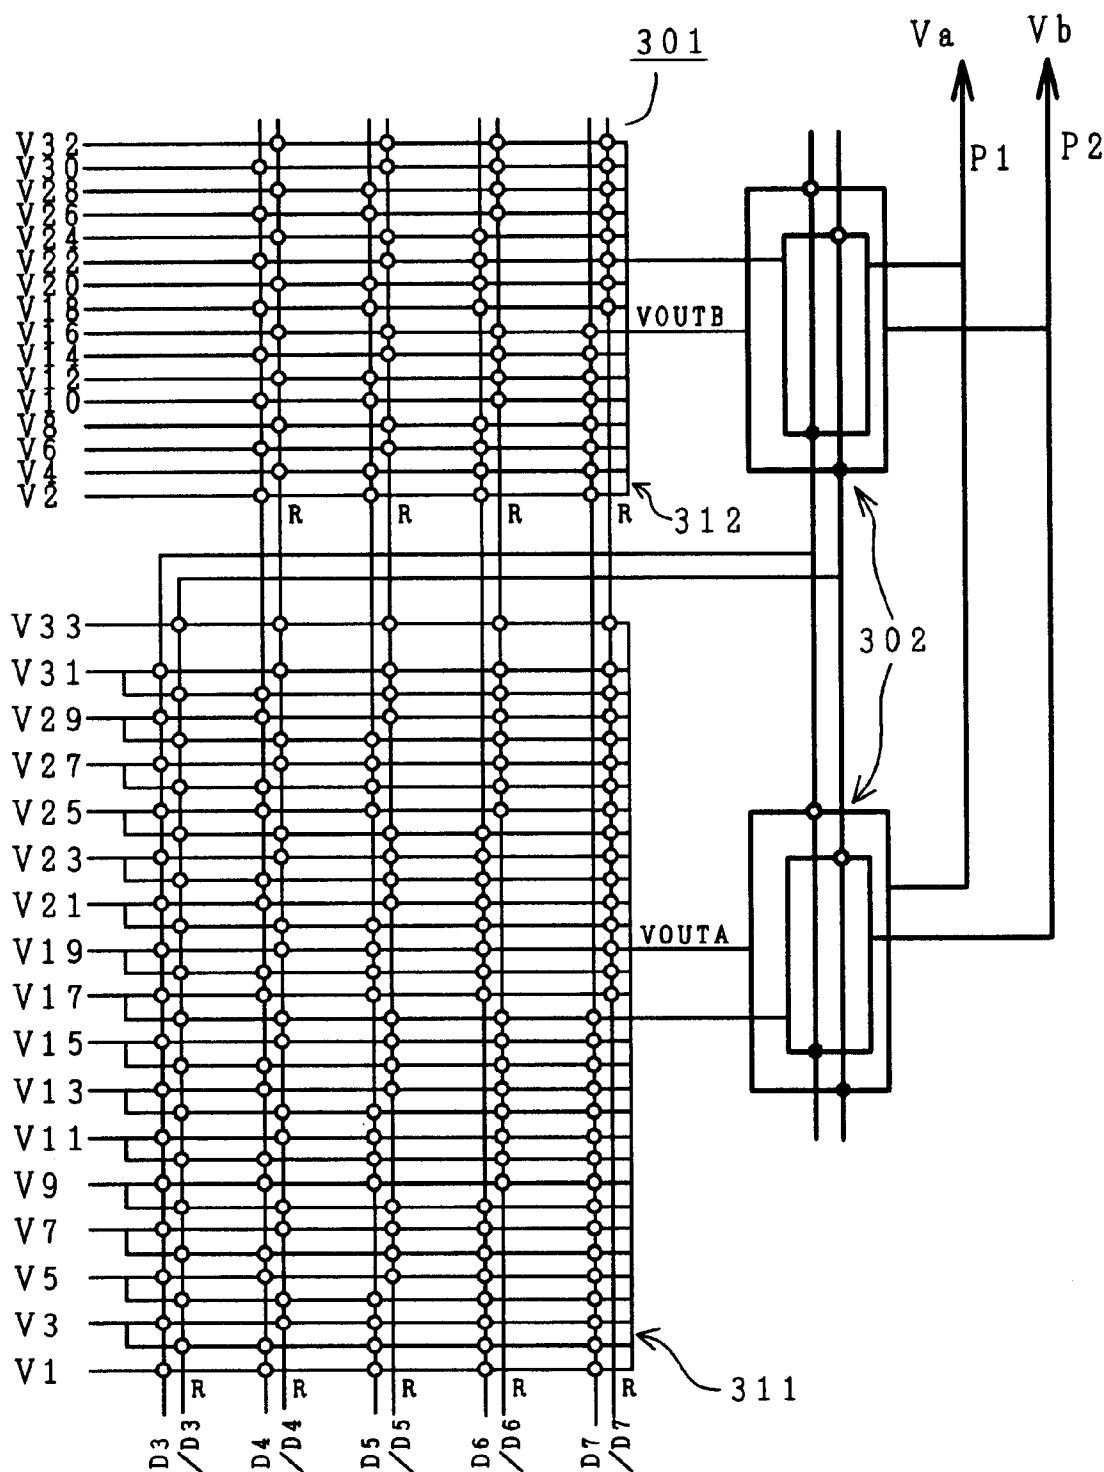 301
Va
Vb
P1
P2
V32
V30
V28
V26
V24
V22
V20
V18
V16
V14
V12
V10
V8
V6
V4
V2
VOUTB
R
R
R
R
312
302
V33
V31
V29
V27
V25
V23
V21
V19
V17
V15
V13
V11
V9
V7
V5
V3
V1
VOUTA
R
R
R
R
R
311
D3
/D3
D4
/D4
D5
/D5
D6
/D6
D7
/D7